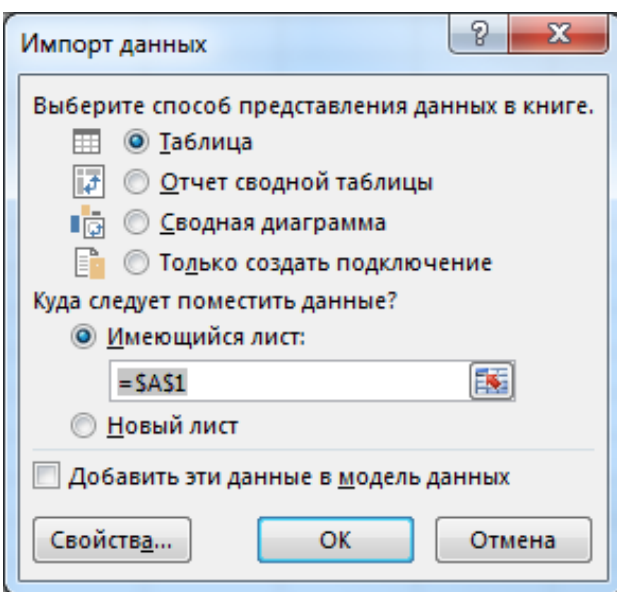 Импорт данных
?
Выберите способ представления данных в книге.
Таблица
Отчет сводной таблицы
Сводная диаграмма
Только создать подключение
Куда следует поместить данные?
Имеющийся лист:
=$A$1
Новый лист
Добавить эти данные в модель данных
Свойства... ОК Отмена